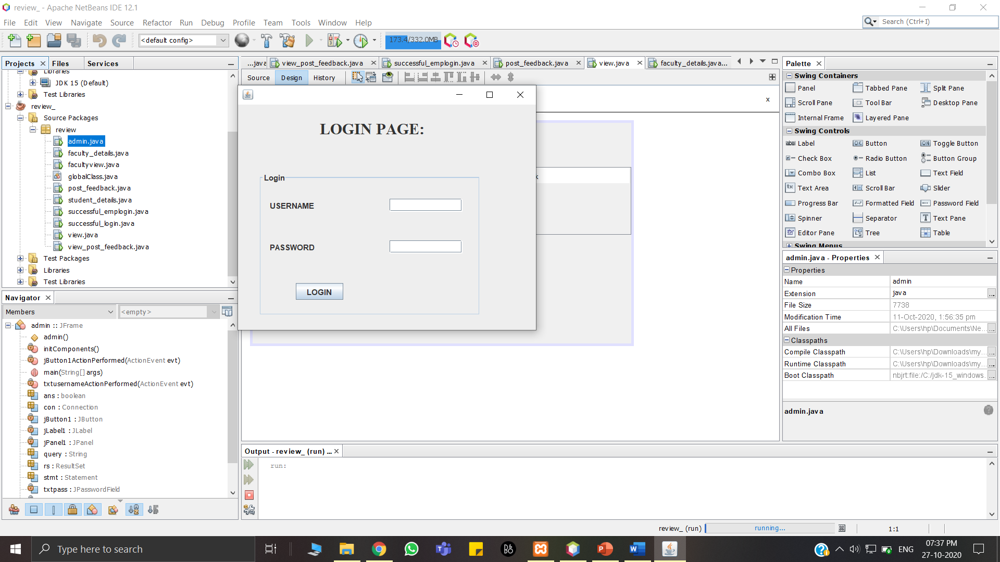 review_ - Apache NetBeans IDE 12.1
File Edit View Navigate Source Refactor Run Debug Profile Team Tools Window Help
Search (Ctrl+I)
<default config>
173.4/332.0MB
Projects
Files
Services
Libraries
JDK 15 (Default)
Test Libraries
review_
Source Packages
review
admin.java
faculty_details.java
facultyview.java
globalClass.java
post_feedback.java
student_details.java
successful_emplogin.java
successful_login.java
view.java
view_post_feedback.java
Test Packages
Libraries
Test Libraries
Navigator
Members
<empty>
admin :: JFrame
admin()
initComponents()
jButton1ActionPerformed(ActionEvent evt)
main(String[] args)
txtusernameActionPerformed(ActionEvent evt)
ans : boolean
con : Connection
jButton1 : JButton
jLabel1 : JLabel
jPanel1 : JPanel
query : String
rs : ResultSet
stmt : Statement
txtpass : JPasswordField
...java
view_post_feedback.java
successful_emplogin.java
post_feedback.java
view.java
faculty_details.java...
Source Design History
x
LOGIN PAGE:
Login
USERNAME
PASSWORD
LOGIN
k
Output - review_ (run) ...
run:
Palette
Swing Containers
Panel Tabbed Pane Split Pane
Scroll Pane Tool Bar Desktop Pane
Internal Frame Layered Pane
Swing Controls
Label Button Toggle Button
Check Box Radio Button Button Group
Combo Box List Text Field
Text Area Scroll Bar Slider
Progress Bar Formatted Field Password Field
Spinner Separator Text Pane
Editor Pane Tree Table
Swing Menus
admin.java - Properties
Properties
Name admin
Extension java
File Size 7738
Modification Time 11-Oct-2020, 1:56:35 pm
All Files C:\Users\hp\Documents\Ne...
Classpaths
Compile Classpath C:\Users\hp\Downloads\my...
Runtime Classpath C:\Users\hp\Downloads\my...
Boot Classpath nbjrt:file:/C:/jdk-15_windows...
admin.java
review_ (run)
running...
1:1
Type here to search
ENG
07:37 PM
27-10-2020